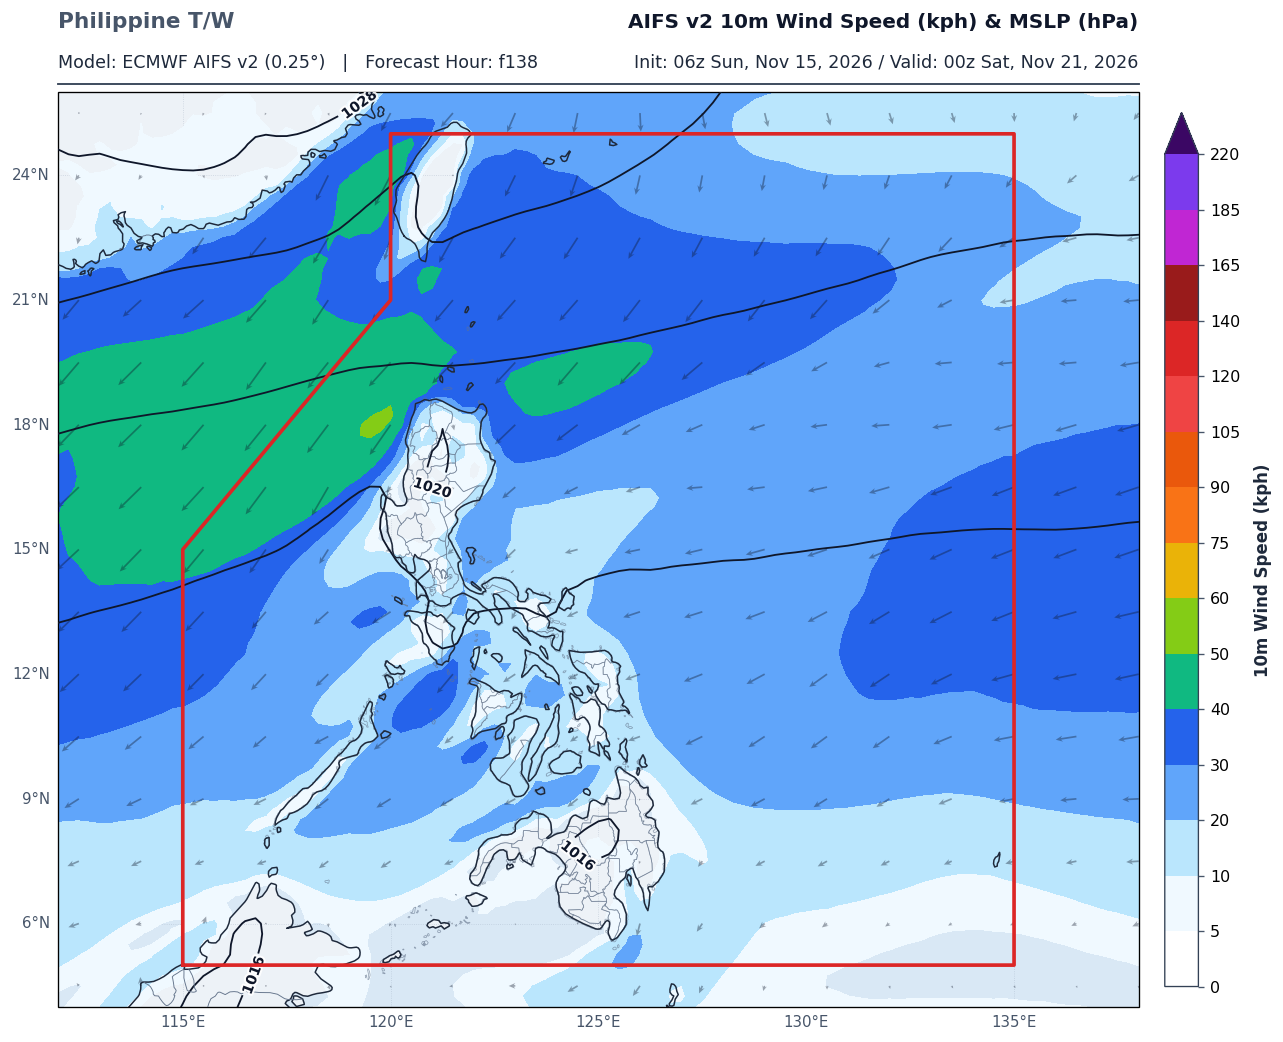 Philippine T/W
AIFS v2 10m Wind Speed (kph) & MSLP (hPa)
Model: ECMWF AIFS v2 (0.25°) | Forecast Hour: f138
Init: 06z Sun, Nov 15, 2026 / Valid: 00z Sat, Nov 21, 2026
1028
24°N
21°N
18°N
15°N
12°N
9°N
6°N
1020
1016
1016
115°E
120°E
125°E
130°E
135°E
220
185
165
140
120
105
90
75
60
50
40
30
20
10
5
0
10m Wind Speed (kph)